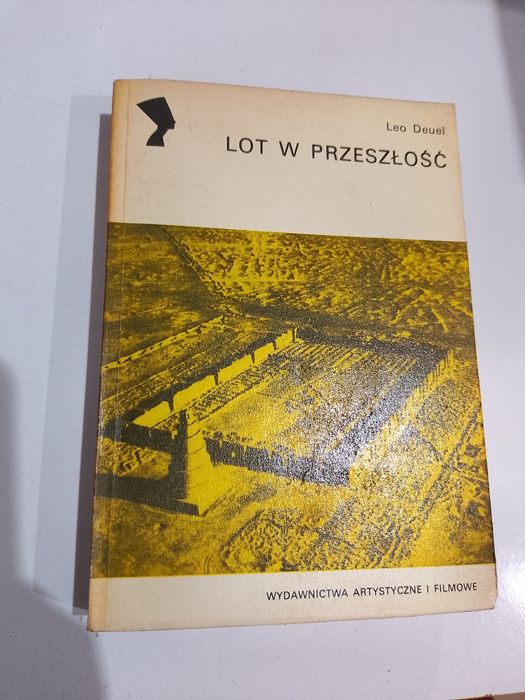 Leo Deuel
LOT W PRZESZŁOŚĆ
WYDAWNICTWA ARTYSTYCZNE I FILMOWE